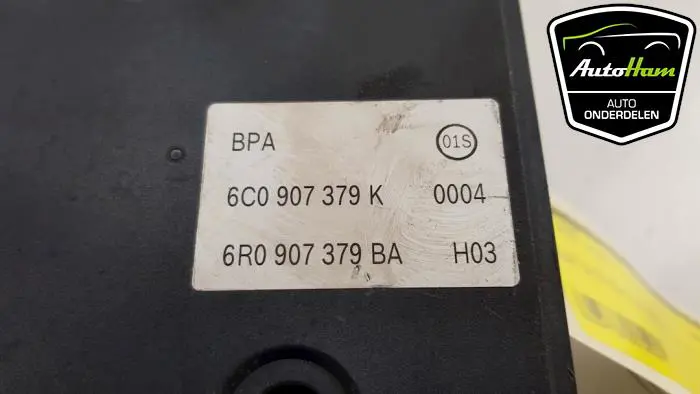 AutoHam
AUTO
ONDERDELEN
BPA 01S
6C0 907 379 K 0004
6R0 907 379 BA H03